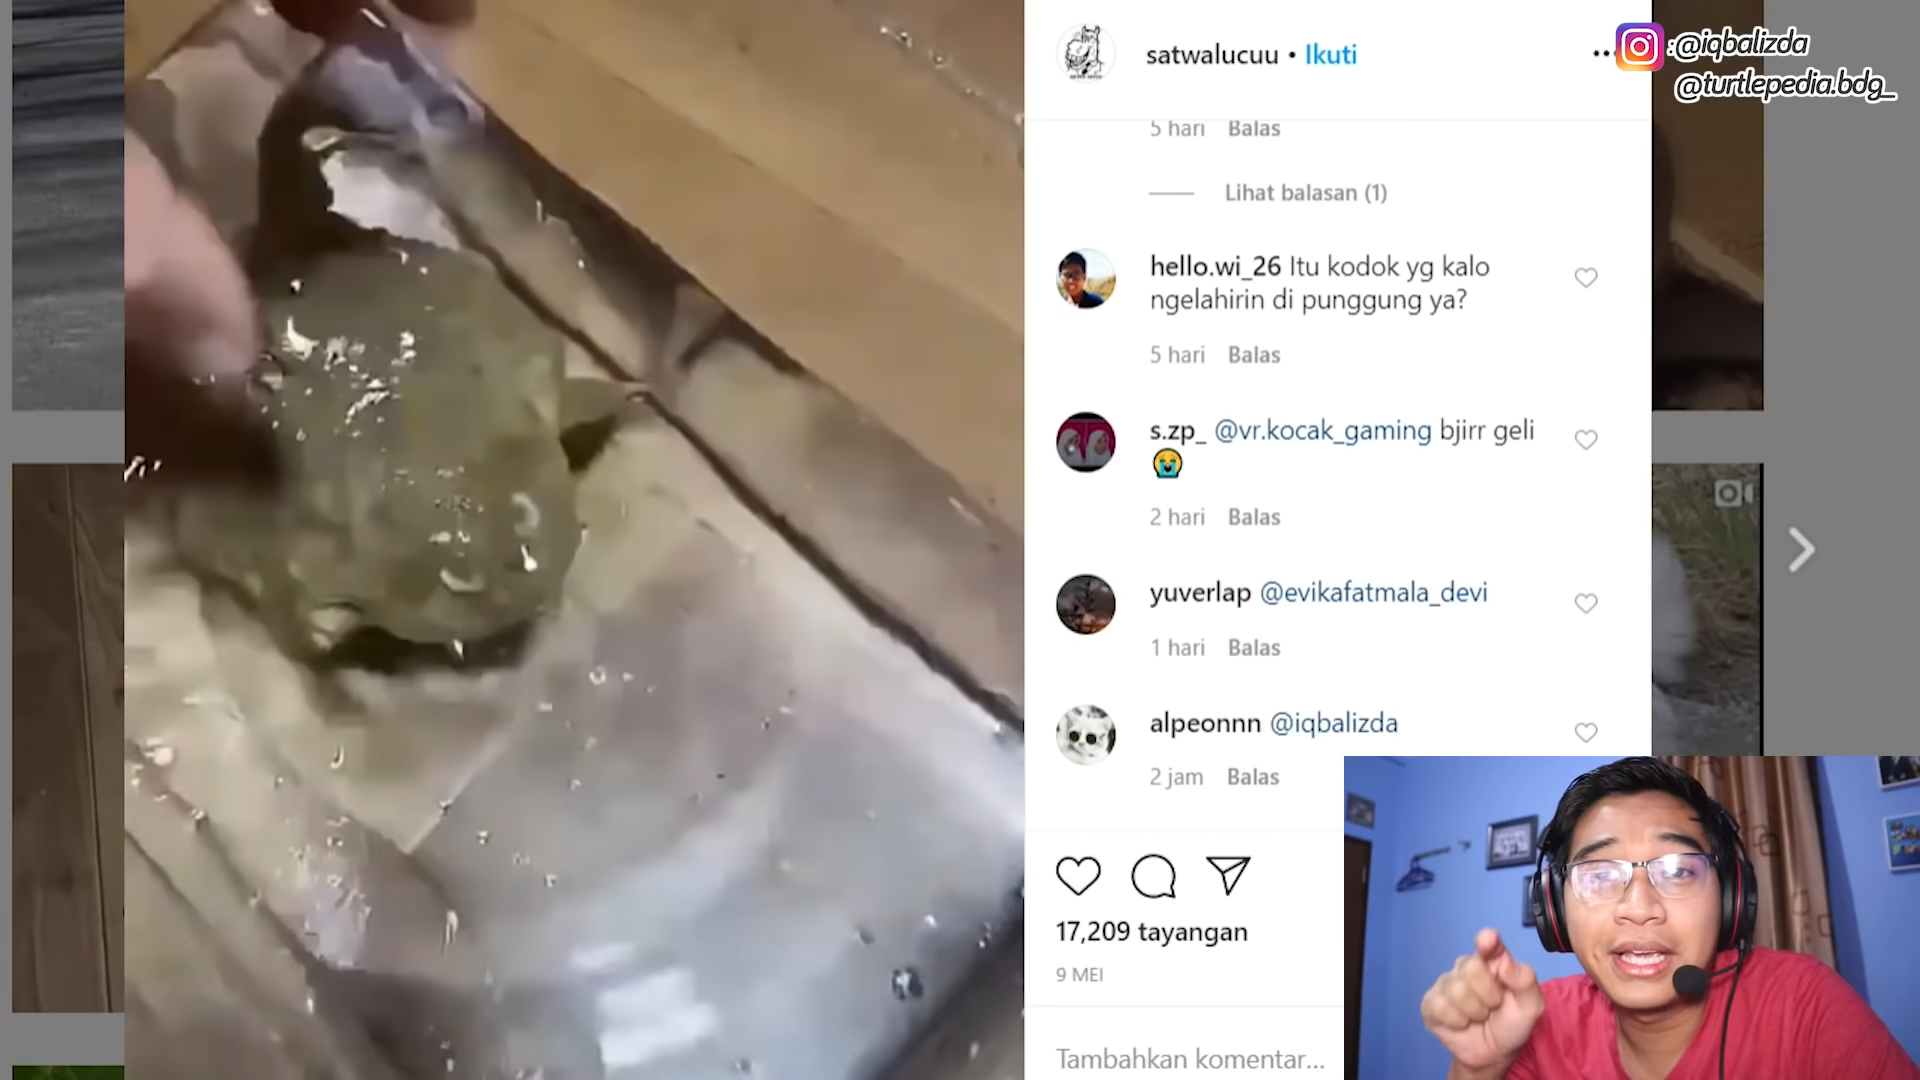 satwalucuu • Ikuti
:@iqbalizda
@turtlepedia.bdg_
5 hari Balas
Lihat balasan (1)
hello.wi_26 Itu kodok yg kalo
ngelahirin di punggung ya?
5 hari Balas
s.zp_ @vr.kocak_gaming bjirr geli
😭
2 hari Balas
yuverlap @evikafatmala_devi
1 hari Balas
alpeonnn @iqbalizda
2 jam Balas
17,209 tayangan
9 MEI
Tambahkan komentar...